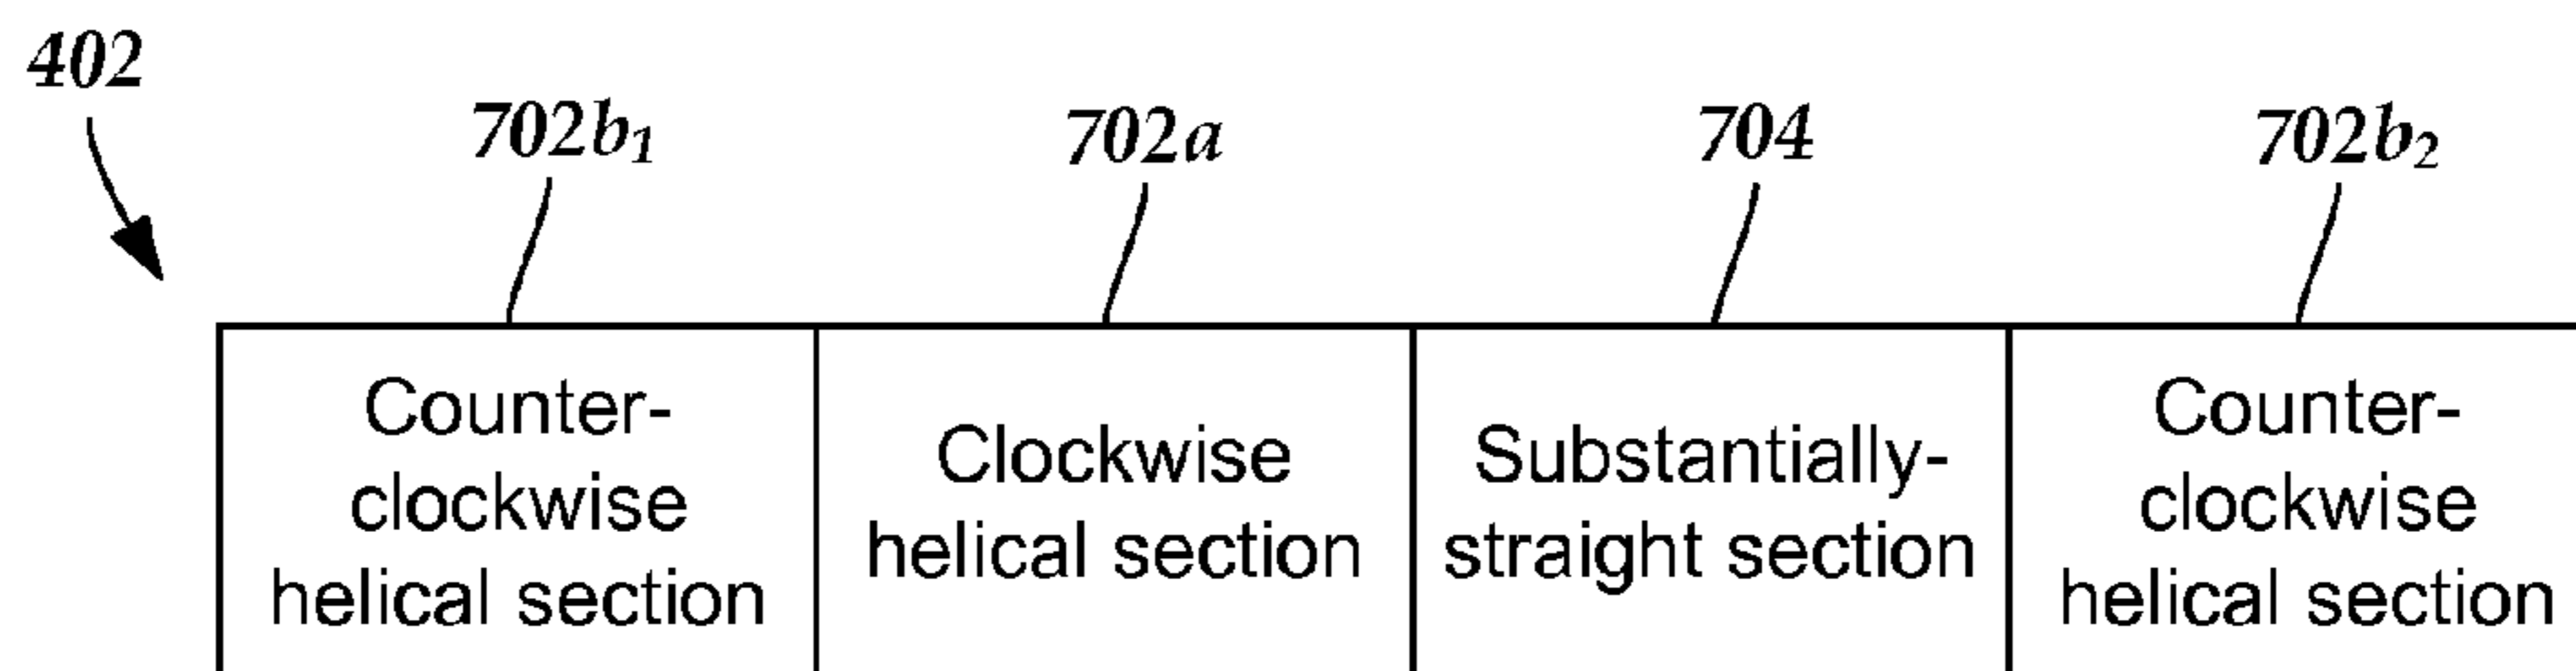 402
702b₁
702a
704
702b₂
Counter-
clockwise
helical section
Clockwise
helical section
Substantially-
straight section
Counter-
clockwise
helical section